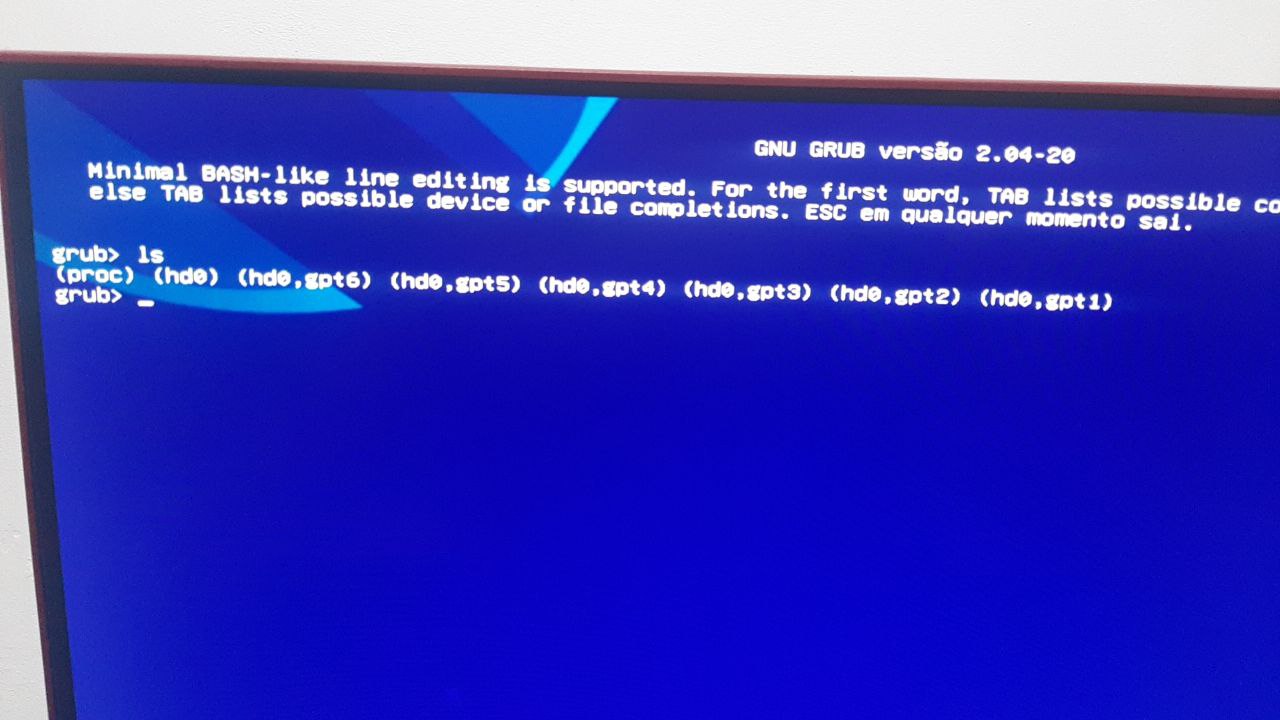 GNU GRUB versão 2.04-20
Minimal BASH-like line editing is supported. For the first word, TAB lists possible co
else TAB lists possible device or file completions. ESC em qualquer momento sai.
grub> ls
(proc) (hd0) (hd0,gpt6) (hd0,gpt5) (hd0,gpt4) (hd0,gpt3) (hd0,gpt2) (hd0,gpt1)
grub> _